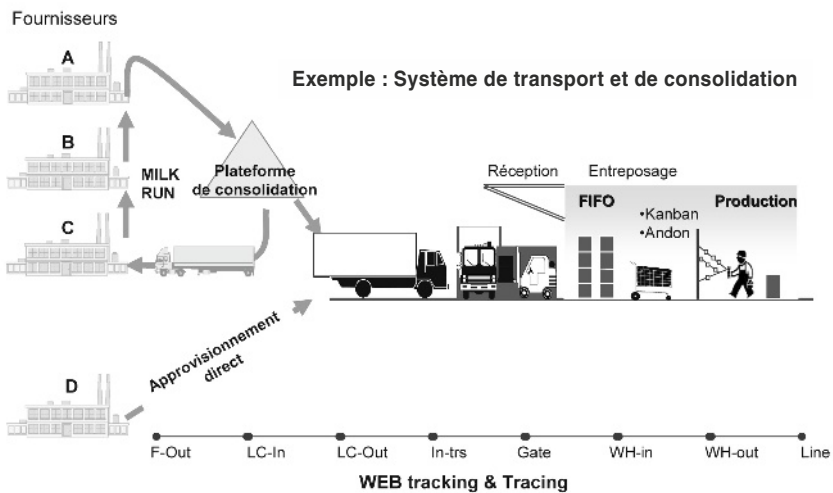 Fournisseurs
A
Exemple : Système de transport et de consolidation
B
MILK
RUN
Plateforme
de consolidation
C
Réception
Entreposage
FIFO
•Kanban
•Andon
Production
Approvisionnement
direct
D
F-Out
LC-In
LC-Out
In-trs
Gate
WH-in
WH-out
Line
WEB tracking & Tracing